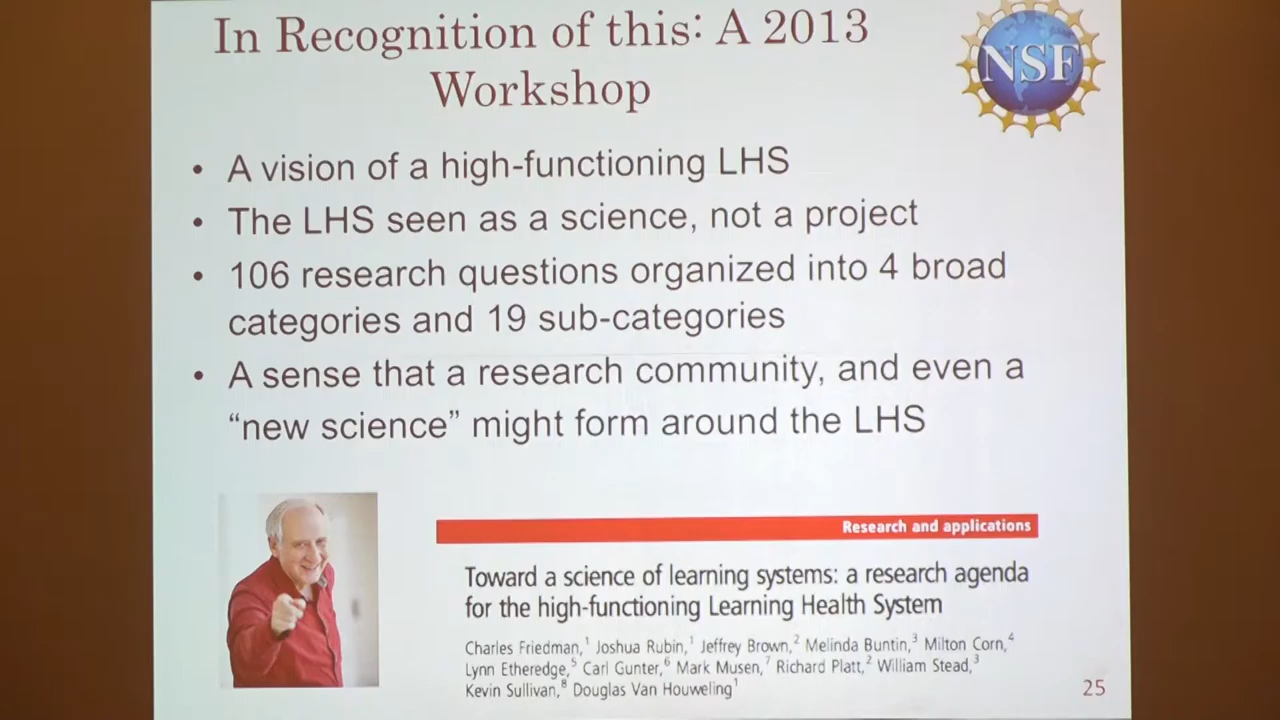 In Recognition of this: A 2013
Workshop
NSF
• A vision of a high-functioning LHS
• The LHS seen as a science, not a project
• 106 research questions organized into 4 broad
categories and 19 sub-categories
• A sense that a research community, and even a
“new science” might form around the LHS
Research and applications
Toward a science of learning systems: a research agenda
for the high-functioning Learning Health System
Charles Friedman,¹ Joshua Rubin,¹ Jeffrey Brown,² Melinda Buntin,³ Milton Corn,⁴
Lynn Etheredge,⁵ Carl Gunter,⁶ Mark Musen,⁷ Richard Platt,² William Stead,³
Kevin Sullivan,⁸ Douglas Van Houweling¹
25